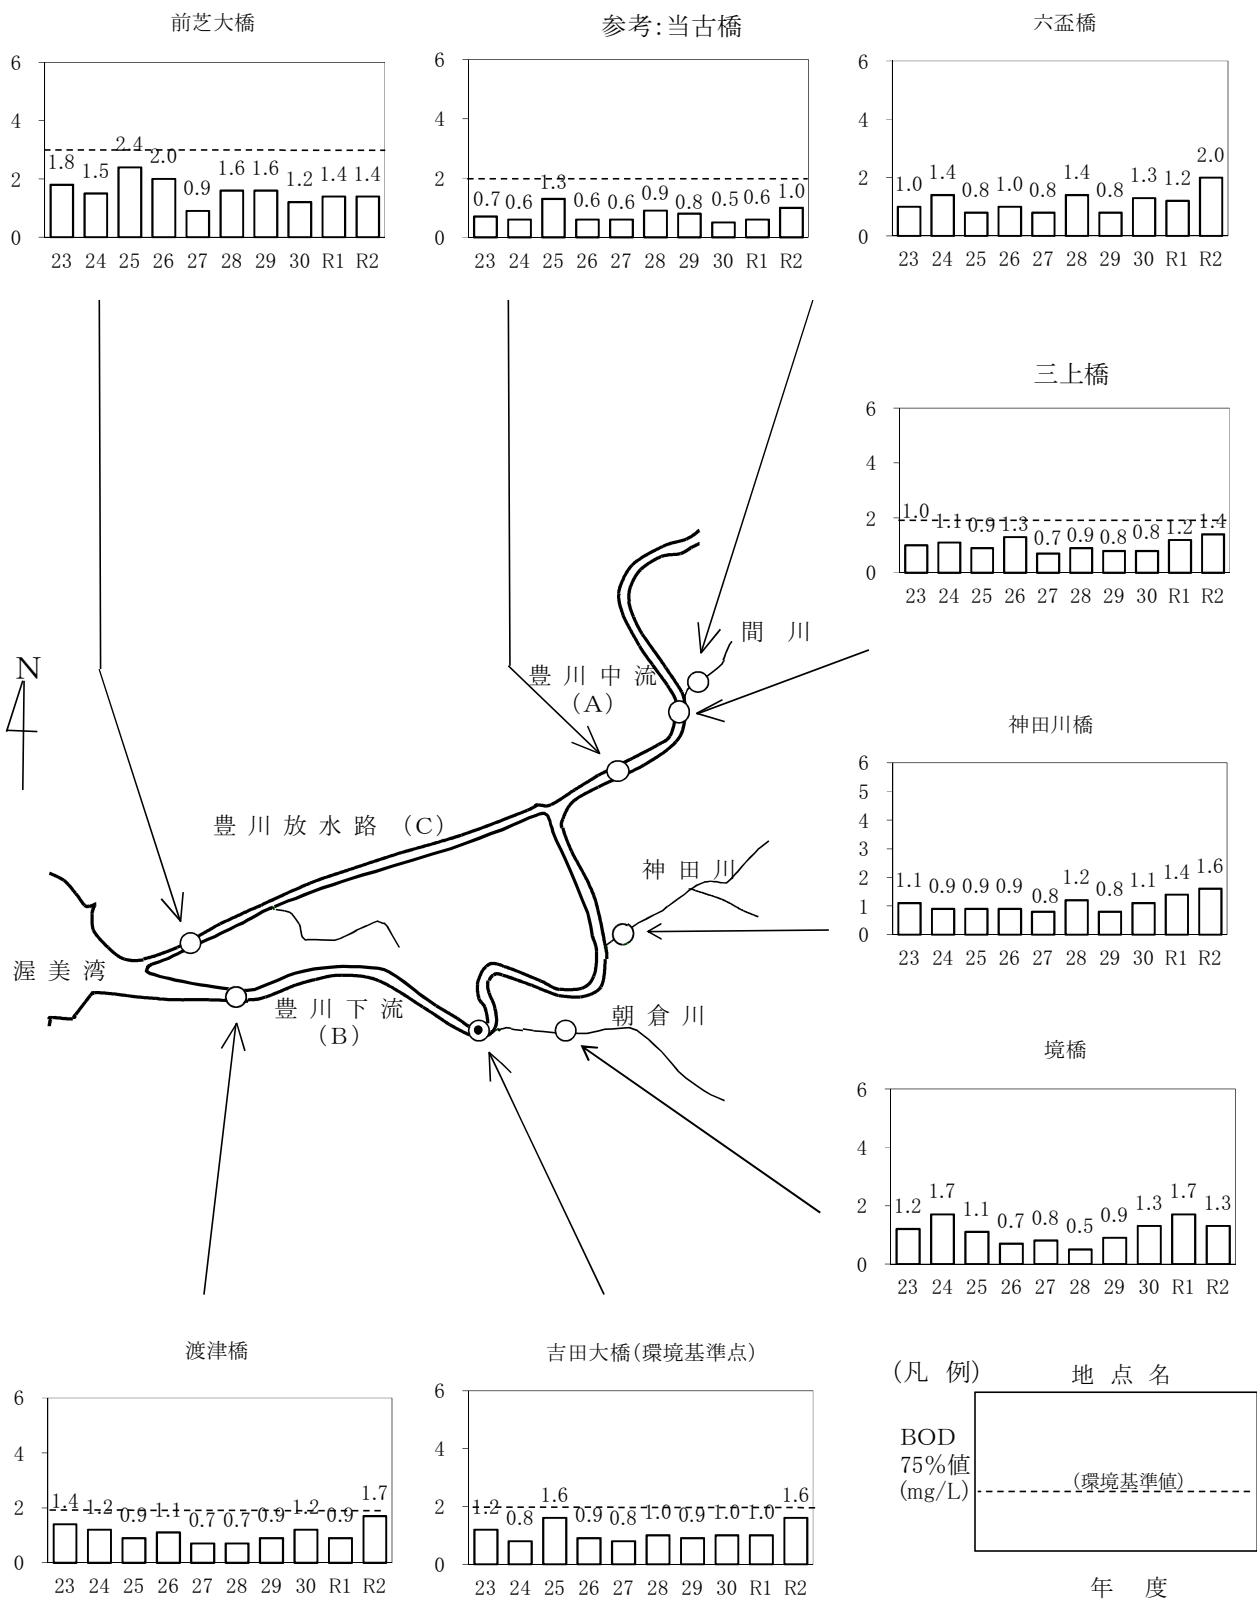 前芝大橋
6
4
2
0
1.8 1.5 2.4 2.0 0.9 1.6 1.6 1.2 1.4 1.4
23 24 25 26 27 28 29 30 R1 R2
参考:当古橋
6
4
2
0
0.7 0.6 1.3 0.6 0.6 0.9 0.8 0.5 0.6 1.0
23 24 25 26 27 28 29 30 R1 R2
六盃橋
6
4
2
0
1.0 1.4 0.8 1.0 0.8 1.4 0.8 1.3 1.2 2.0
23 24 25 26 27 28 29 30 R1 R2
三上橋
6
4
2
0
1.0 1.1 0.9 1.3 0.7 0.9 0.8 0.8 1.2 1.4
23 24 25 26 27 28 29 30 R1 R2
N
間 川
豊 川 中 流
(A)
豊 川 放 水 路 (C)
神 田 川
渥 美 湾
豊 川 下 流
(B)
朝 倉 川
神田川橋
6
5
4
3
2
1
0
1.1 0.9 0.9 0.9 0.8 1.2 0.8 1.1 1.4 1.6
23 24 25 26 27 28 29 30 R1 R2
境橋
6
4
2
0
1.2 1.7 1.1 0.7 0.8 0.5 0.9 1.3 1.7 1.3
23 24 25 26 27 28 29 30 R1 R2
渡津橋
6
4
2
0
1.4 1.2 0.9 1.1 0.7 0.7 0.9 1.2 0.9 1.7
23 24 25 26 27 28 29 30 R1 R2
吉田大橋(環境基準点)
6
4
2
0
1.2 0.8 1.6 0.9 0.8 1.0 0.9 1.0 1.0 1.6
23 24 25 26 27 28 29 30 R1 R2
(凡 例)
地 点 名
BOD
75%値
(mg/L)
(環境基準値)
年 度